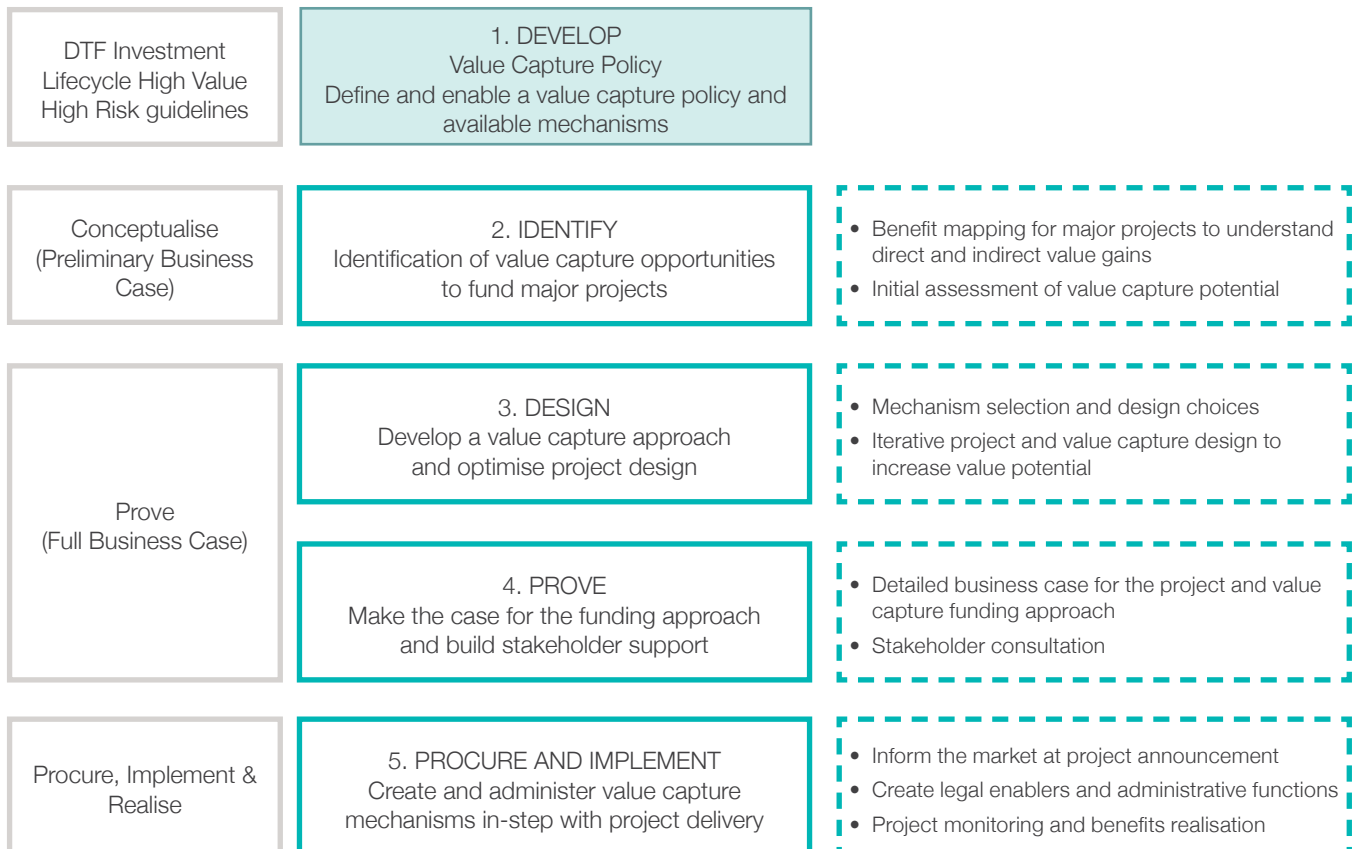 DTF Investment
Lifecycle High Value
High Risk guidelines
1. DEVELOP
Value Capture Policy
Define and enable a value capture policy and
available mechanisms
Conceptualise
(Preliminary Business
Case)
2. IDENTIFY
Identification of value capture opportunities
to fund major projects
• Benefit mapping for major projects to understand
direct and indirect value gains
• Initial assessment of value capture potential
Prove
(Full Business Case)
3. DESIGN
Develop a value capture approach
and optimise project design
• Mechanism selection and design choices
• Iterative project and value capture design to
increase value potential
4. PROVE
Make the case for the funding approach
and build stakeholder support
• Detailed business case for the project and value
capture funding approach
• Stakeholder consultation
Procure, Implement &
Realise
5. PROCURE AND IMPLEMENT
Create and administer value capture
mechanisms in-step with project delivery
• Inform the market at project announcement
• Create legal enablers and administrative functions
• Project monitoring and benefits realisation